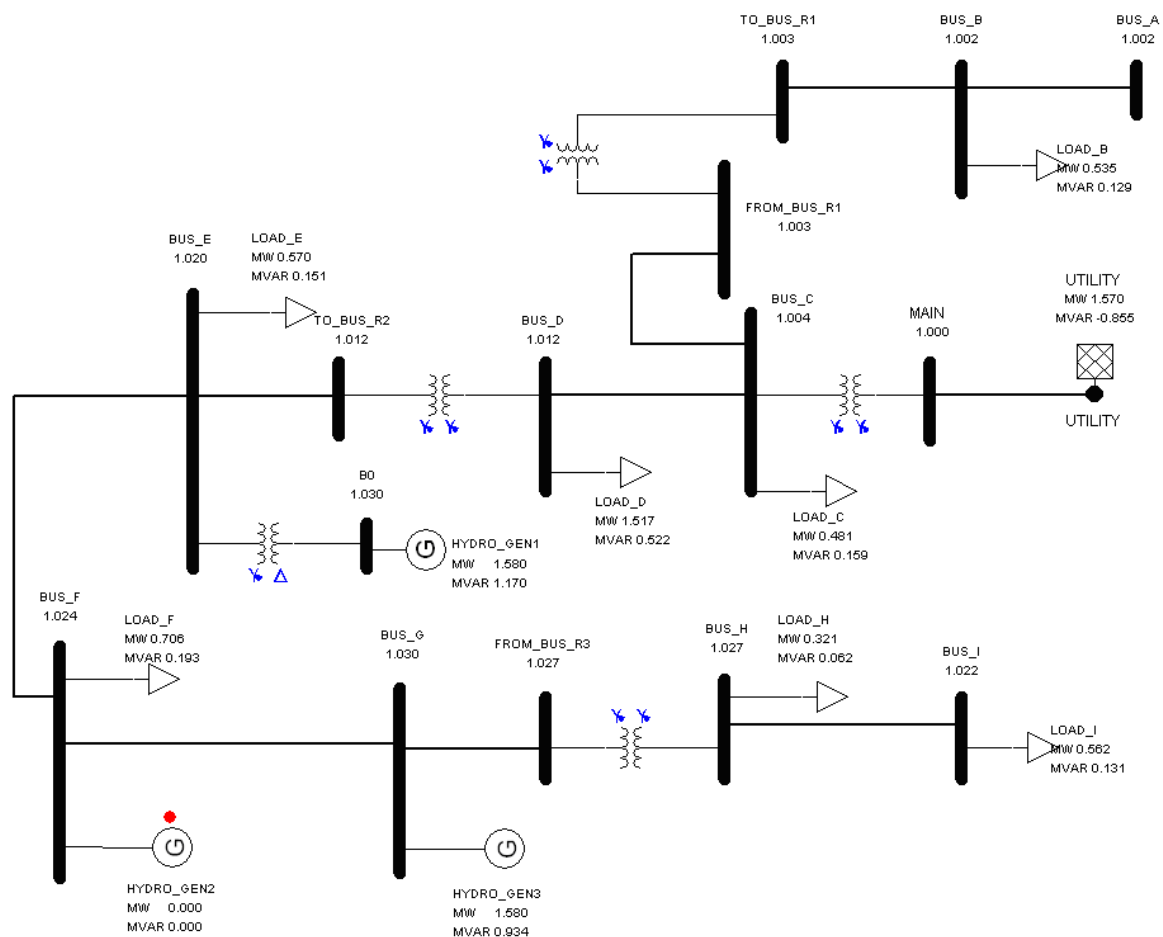 TO_BUS_R1
1.003
BUS_B
1.002
BUS_A
1.002
LOAD_B
MW 0.535
MVAR 0.129
FROM_BUS_R1
1.003
BUS_E
1.020
LOAD_E
MW 0.570
MVAR 0.151
TO_BUS_R2
1.012
BUS_D
1.012
BUS_C
1.004
MAIN
1.000
UTILITY
MW 1.570
MVAR -0.855
UTILITY
B0
1.030
LOAD_D
MW 1.517
MVAR 0.522
LOAD_C
MW 0.481
MVAR 0.159
G
HYDRO_GEN1
MW 1.580
MVAR 1.170
BUS_F
1.024
LOAD_F
MW 0.706
MVAR 0.193
BUS_G
1.030
FROM_BUS_R3
1.027
BUS_H
1.027
LOAD_H
MW 0.321
MVAR 0.062
BUS_I
1.022
LOAD_I
MW 0.562
MVAR 0.131
G
HYDRO_GEN2
MW 0.000
MVAR 0.000
G
HYDRO_GEN3
MW 1.580
MVAR 0.934